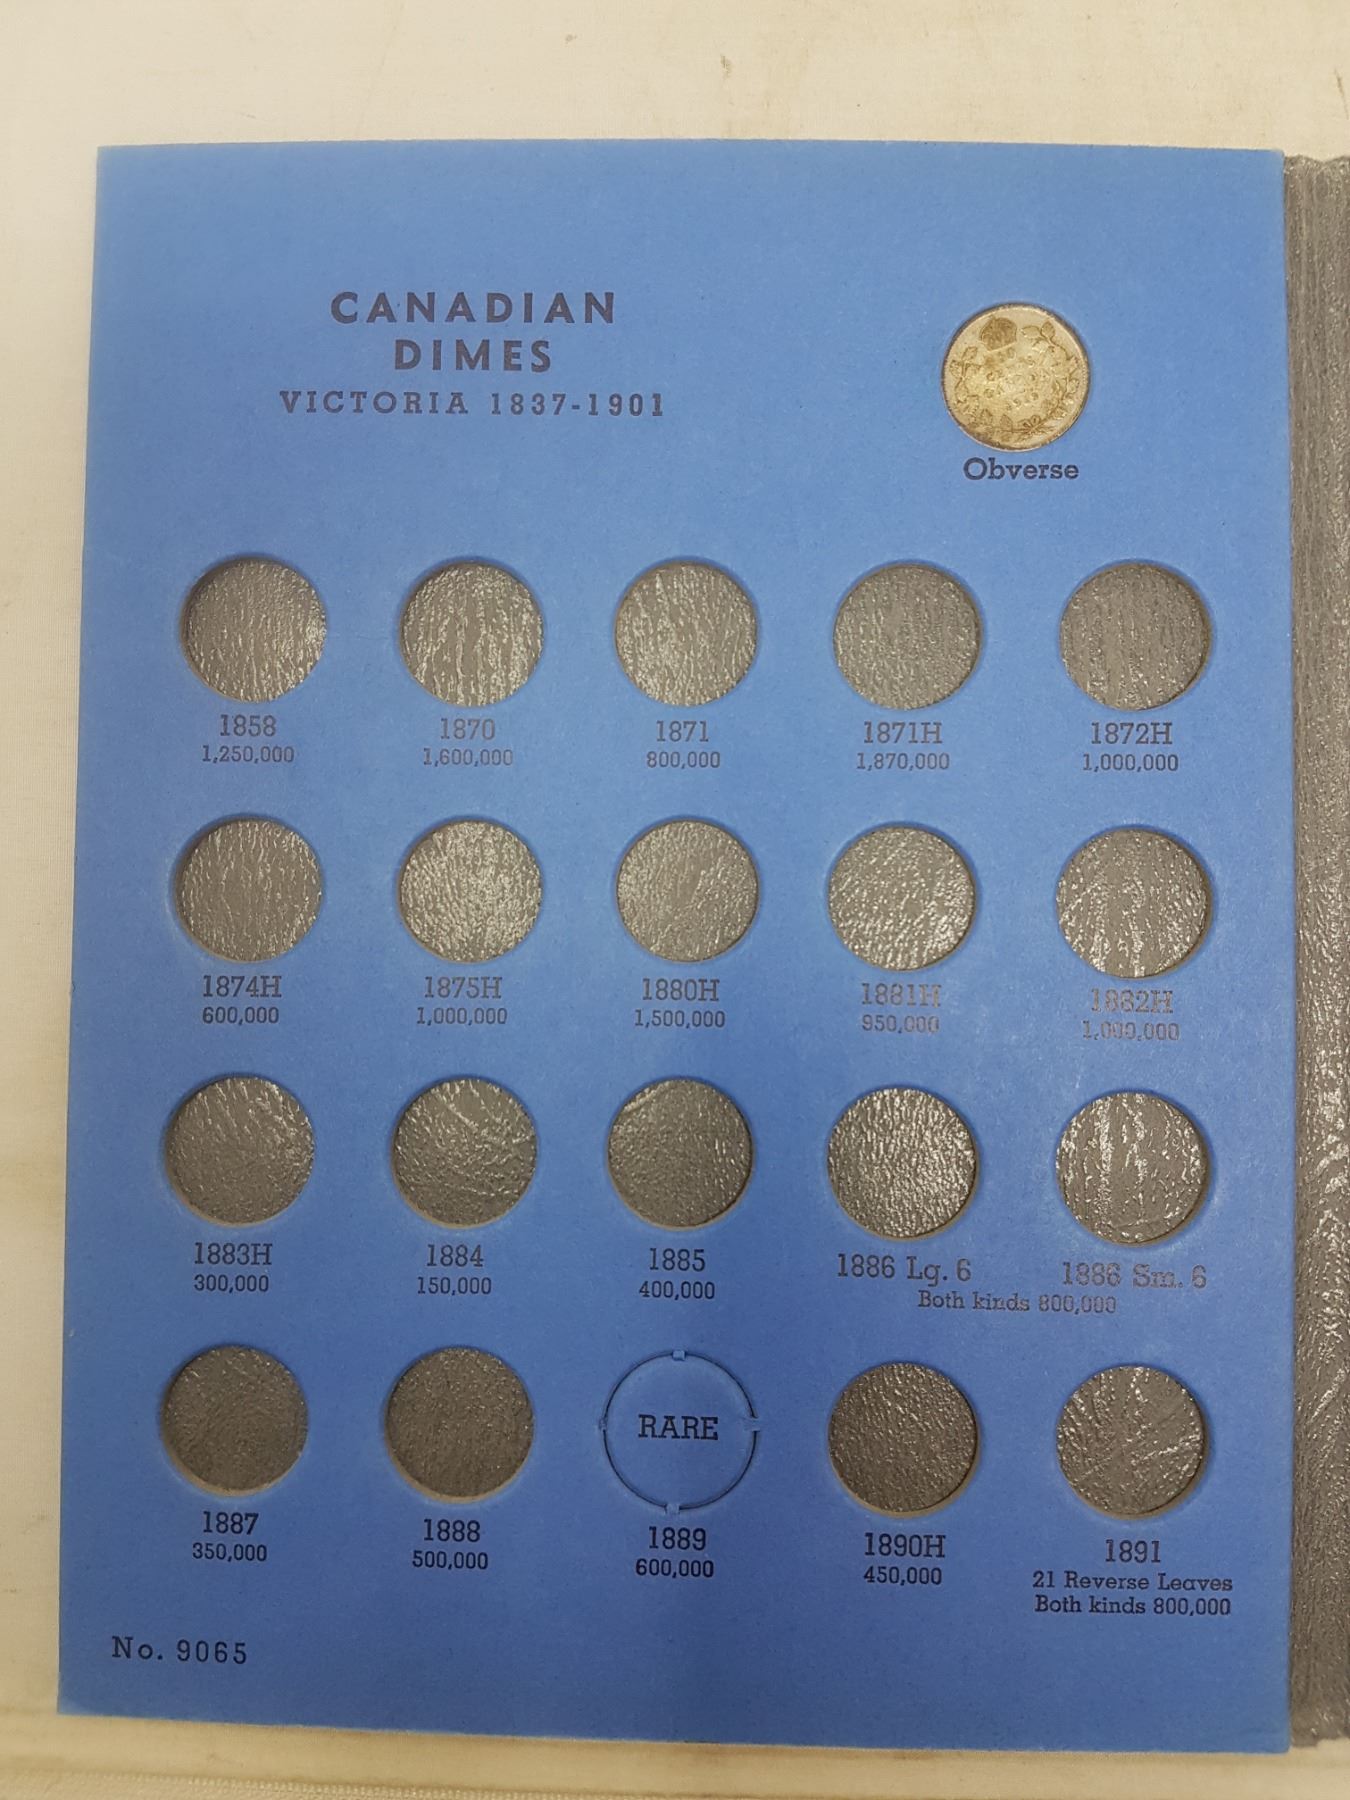 CANADIAN
DIMES
VICTORIA 1837-1901
Obverse
1858 1870 1871 1871H 1872H
1,250,000 1,600,000 800,000 1,870,000 1,000,000
1874H 1875H 1880H 1881H 1882H
600,000 1,000,000 1,500,000 950,000 1,000,000
1883H 1884 1885 1886 Lg. 6 1886 Sm. 6
300,000 150,000 400,000 Both kinds 800,000
RARE
1887 1888 1889 1890H 1891
350,000 500,000 600,000 450,000 21 Reverse Leaves
Both kinds 800,000
No. 9065